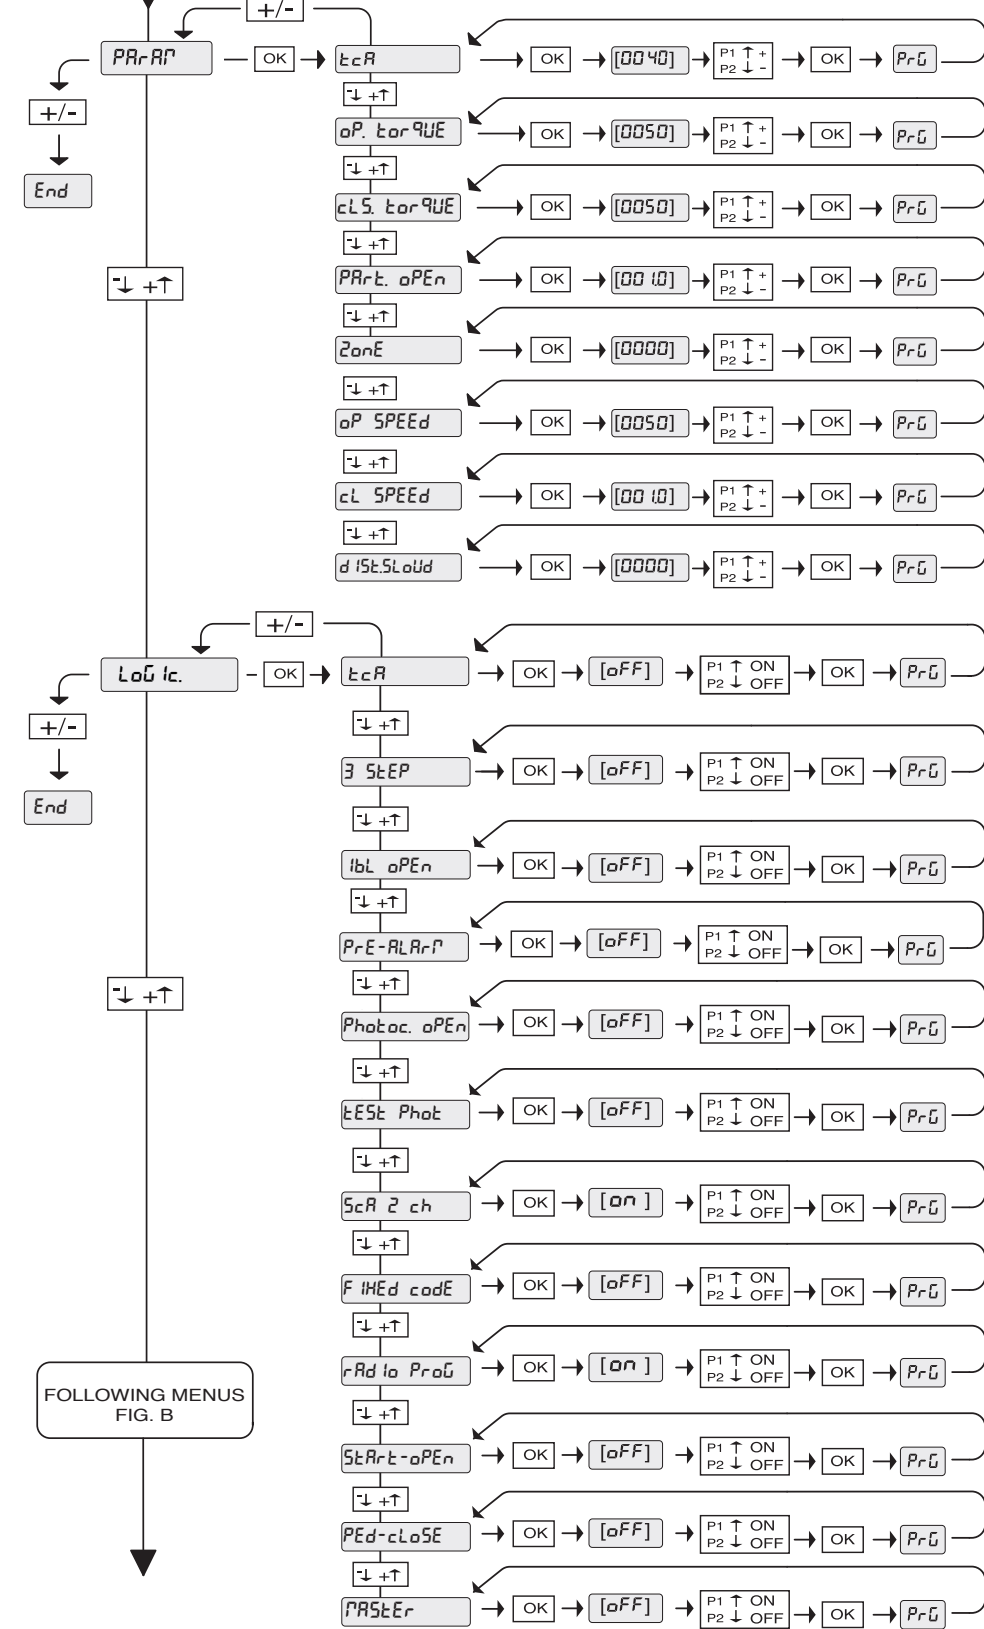 +/-
PArAM OK tcA OK [0040] P1 ↑ + OK PrG
P2 ↓ -
+/-
-↓ +↑
End
oP. torqUE OK [0050] P1 ↑ + OK PrG
P2 ↓ -
-↓ +↑
cLS. torqUE OK [0050] P1 ↑ + OK PrG
P2 ↓ -
-↓ +↑
-↓ +↑
PArt. oPEn OK [001.0] P1 ↑ + OK PrG
P2 ↓ -
-↓ +↑
ZonE OK [0000] P1 ↑ + OK PrG
P2 ↓ -
-↓ +↑
oP SPEEd OK [0050] P1 ↑ + OK PrG
P2 ↓ -
-↓ +↑
cL SPEEd OK [001.0] P1 ↑ + OK PrG
P2 ↓ -
-↓ +↑
dISt.SLoUd OK [0000] P1 ↑ + OK PrG
P2 ↓ -
+/-
LoGIc. OK tcA OK [oFF] P1 ↑ ON OK PrG
P2 ↓ OFF
+/-
End
-↓ +↑
3 StEP OK [oFF] P1 ↑ ON OK PrG
P2 ↓ OFF
-↓ +↑
IbL oPEn OK [oFF] P1 ↑ ON OK PrG
P2 ↓ OFF
-↓ +↑
PrE-ALArM OK [oFF] P1 ↑ ON OK PrG
P2 ↓ OFF
-↓ +↑
-↓ +↑
Photoc. oPEn OK [oFF] P1 ↑ ON OK PrG
P2 ↓ OFF
-↓ +↑
tESt Phot OK [oFF] P1 ↑ ON OK PrG
P2 ↓ OFF
-↓ +↑
ScA 2 ch OK [on ] P1 ↑ ON OK PrG
P2 ↓ OFF
-↓ +↑
FIHEd codE OK [oFF] P1 ↑ ON OK PrG
P2 ↓ OFF
-↓ +↑
rAdIo ProG OK [on ] P1 ↑ ON OK PrG
P2 ↓ OFF
FOLLOWING MENUS
FIG. B
-↓ +↑
StArt-oPEn OK [oFF] P1 ↑ ON OK PrG
P2 ↓ OFF
-↓ +↑
PEd-cLoSE OK [oFF] P1 ↑ ON OK PrG
P2 ↓ OFF
-↓ +↑
MAStEr OK [oFF] P1 ↑ ON OK PrG
P2 ↓ OFF